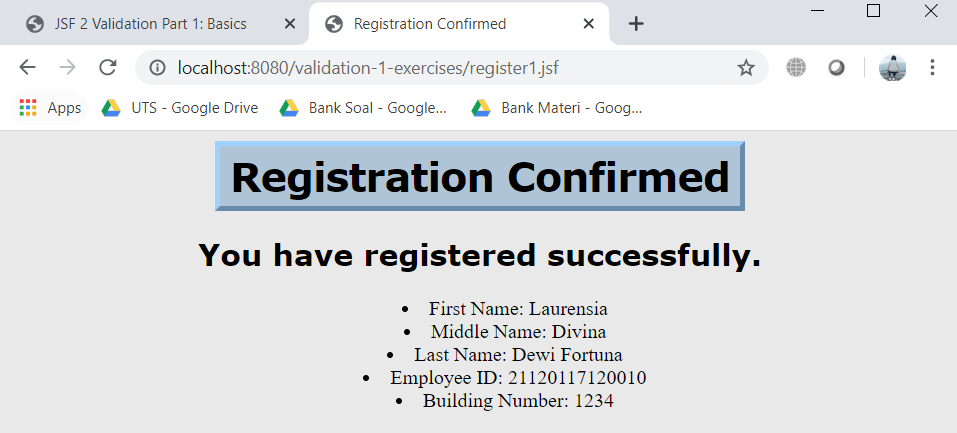 JSF 2 Validation Part 1: Basics
Registration Confirmed
localhost:8080/validation-1-exercises/register1.jsf
Apps
UTS - Google Drive
Bank Soal - Google...
Bank Materi - Goog...
Registration Confirmed
You have registered successfully.
• First Name: Laurensia
• Middle Name: Divina
• Last Name: Dewi Fortuna
• Employee ID: 21120117120010
• Building Number: 1234